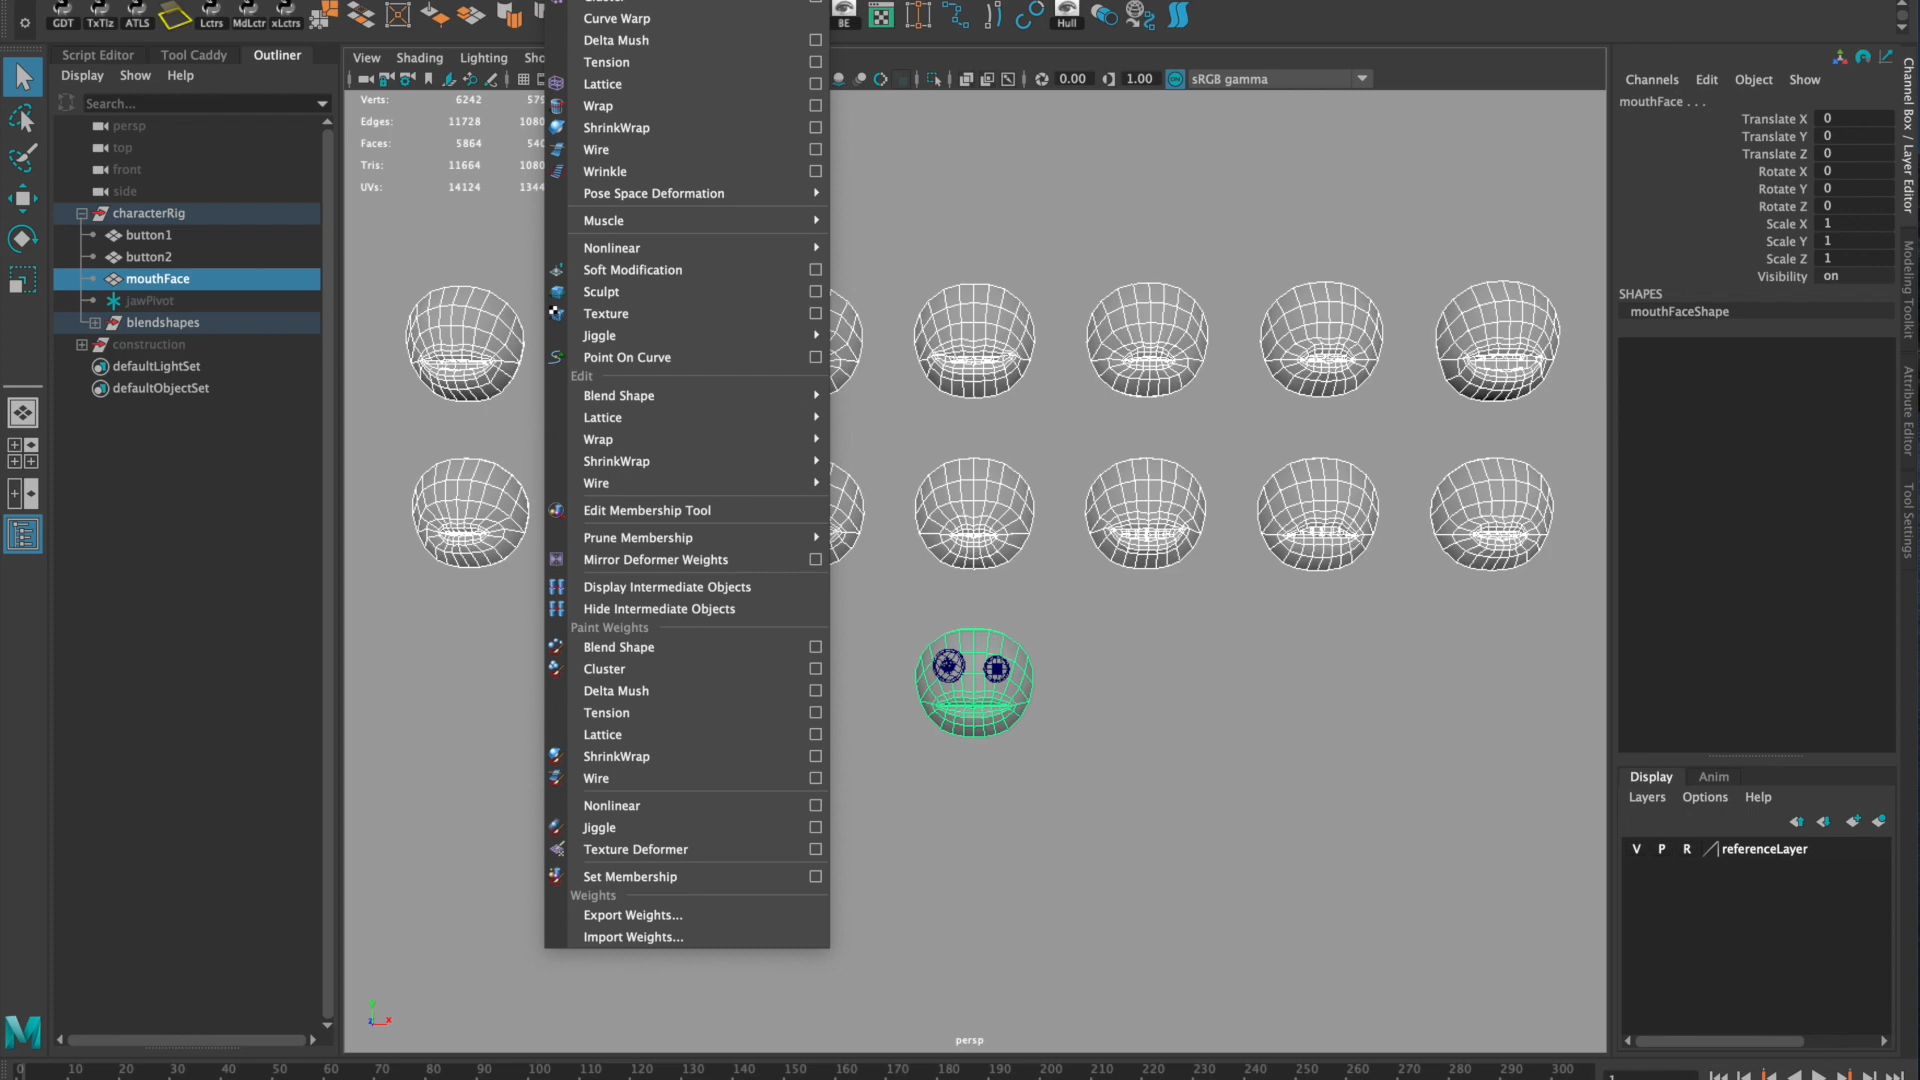 GDT TxTlz ATLS Lctrs MdLctr xLctrs
BE
Hull
Script Editor Tool Caddy Outliner
Display Show Help
Search...
persp
top
front
side
characterRig
button1
button2
mouthFace
jawPivot
blendshapes
construction
defaultLightSet
defaultObjectSet
View Shading Lighting Sho
0.00 1.00 ON sRGB gamma
Verts: 6242 579
Edges: 11728 1080
Faces: 5864 540
Tris: 11664 1080
UVs: 14124 1344
Curve Warp
Delta Mush
Tension
Lattice
Wrap
ShrinkWrap
Wire
Wrinkle
Pose Space Deformation
Muscle
Nonlinear
Soft Modification
Sculpt
Texture
Jiggle
Point On Curve
Edit
Blend Shape
Lattice
Wrap
ShrinkWrap
Wire
Edit Membership Tool
Prune Membership
Mirror Deformer Weights
Display Intermediate Objects
Hide Intermediate Objects
Paint Weights
Blend Shape
Cluster
Delta Mush
Tension
Lattice
ShrinkWrap
Wire
Nonlinear
Jiggle
Texture Deformer
Set Membership
Weights
Export Weights...
Import Weights...
y
z x
persp
Channels Edit Object Show
mouthFace . . .
Translate X 0
Translate Y 0
Translate Z 0
Rotate X 0
Rotate Y 0
Rotate Z 0
Scale X 1
Scale Y 1
Scale Z 1
Visibility on
SHAPES
mouthFaceShape
Display Anim
Layers Options Help
V P R referenceLayer
Channel Box / Layer Editor
Modeling Toolkit
Attribute Editor
Tool Settings
0 10 20 30 40 50 60 70 80 90 100 110 120 130 140 150 160 170 180 190 200 210 220 230 240 250 260 270 280 290 300
1